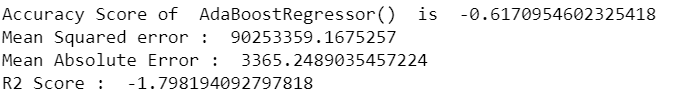 Accuracy Score of  AdaBoostRegressor()  is  -0.6170954602325418
Mean Squared error :  90253359.1675257
Mean Absolute Error :  3365.2489035457224
R2 Score :  -1.798194092797818